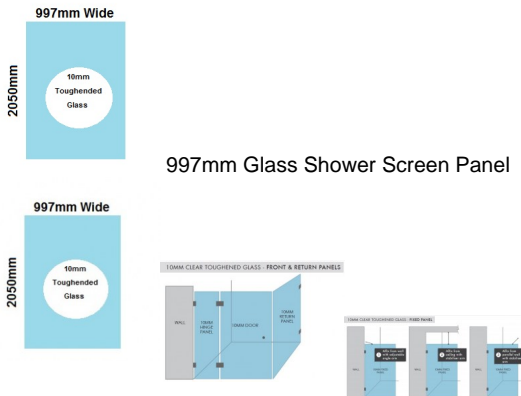 997mm Wide
2050mm
10mm
Toughended
Glass
997mm Glass Shower Screen Panel
997mm Wide
2050mm
10mm
Toughended
Glass
10MM CLEAR TOUGHENED GLASS - FRONT & RETURN PANELS
WALL
10MM
HINGE
PANEL
10MM DOOR
10MM
RETURN
PANEL
10MM CLEAR TOUGHENED GLASS - FIXED PANEL
WALL
WALL
WALL